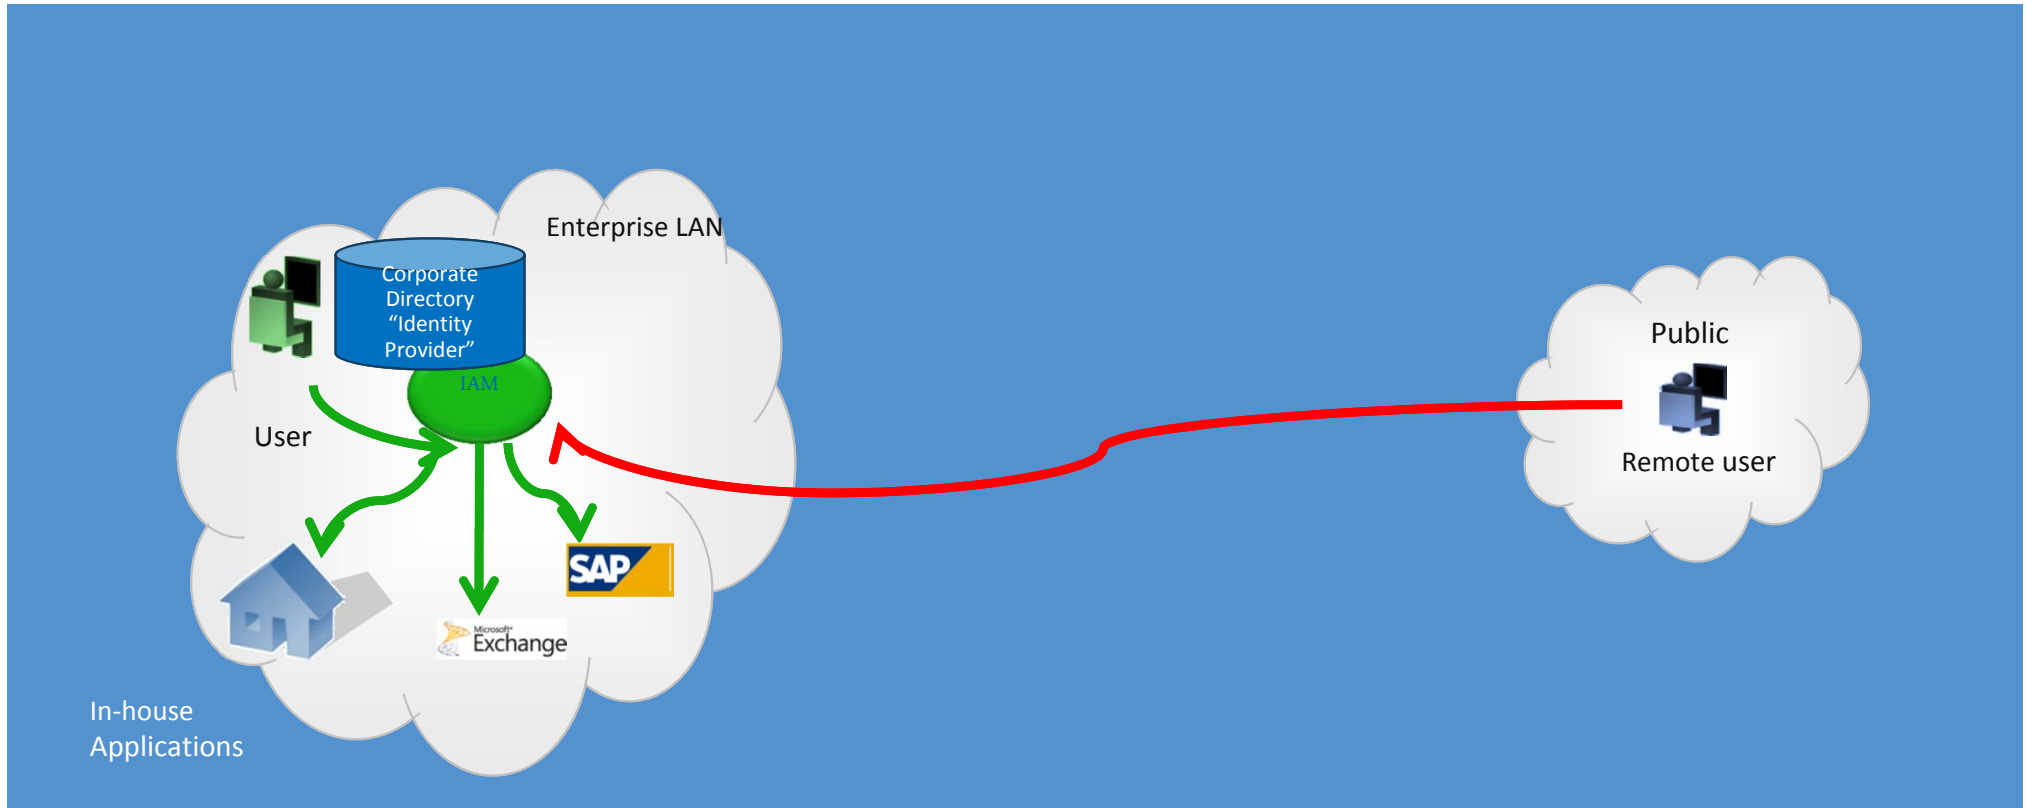 Enterprise LAN
Corporate
Directory
“Identity
Provider”
IAM
User
Public
Remote user
SAP
Microsoft
Exchange
In-house
Applications